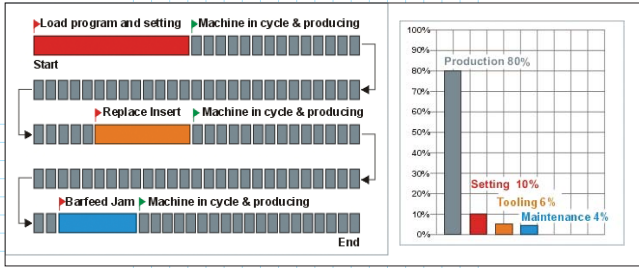 Load program and setting
Machine in cycle & producing
Start
Replace Insert
Machine in cycle & producing
Barfeed Jam
Machine in cycle & producing
End
100%
90%
80%
70%
60%
50%
40%
30%
20%
10%
0%
Production 80%
Setting 10%
Tooling 6%
Maintenance 4%